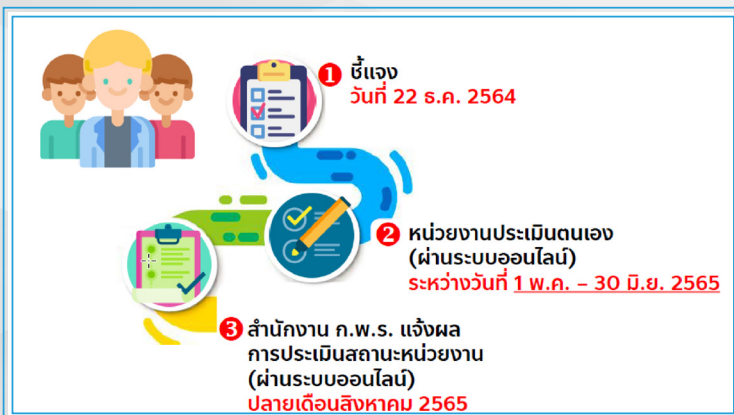 1 ชี้แจง
วันที่ 22 ธ.ค. 2564
2 หน่วยงานประเมินตนเอง
(ผ่านระบบออนไลน์)
ระหว่างวันที่ 1 พ.ค. – 30 มิ.ย. 2565
3 สำนักงาน ก.พ.ร. แจ้งผล
การประเมินสถานะหน่วยงาน
(ผ่านระบบออนไลน์)
ปลายเดือนสิงหาคม 2565